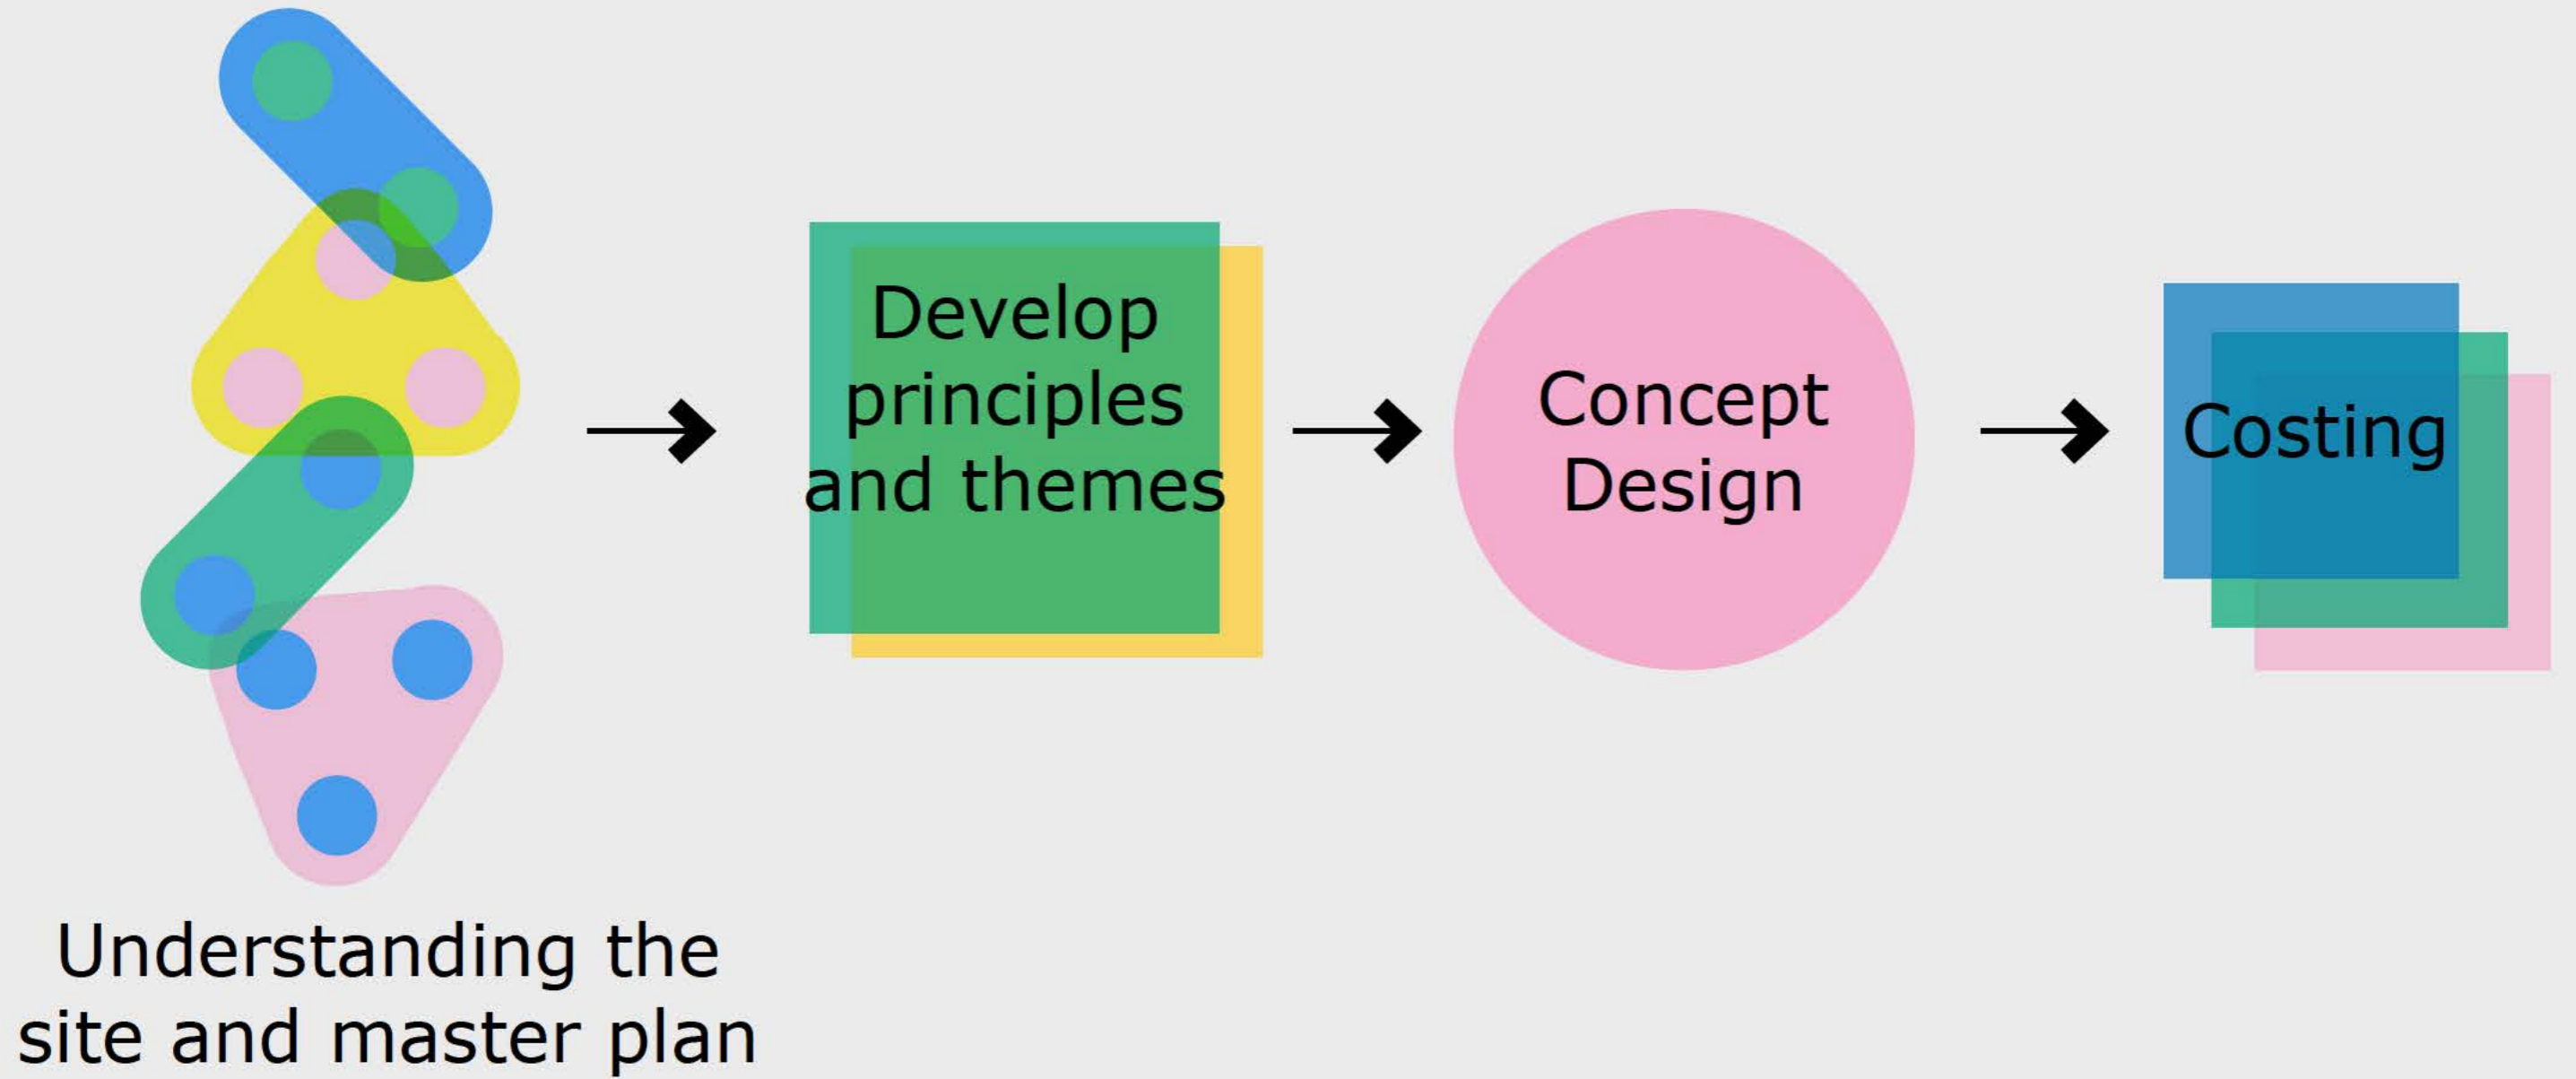 Understanding the
site and master plan
Develop
principles
and themes
Concept
Design
Costing